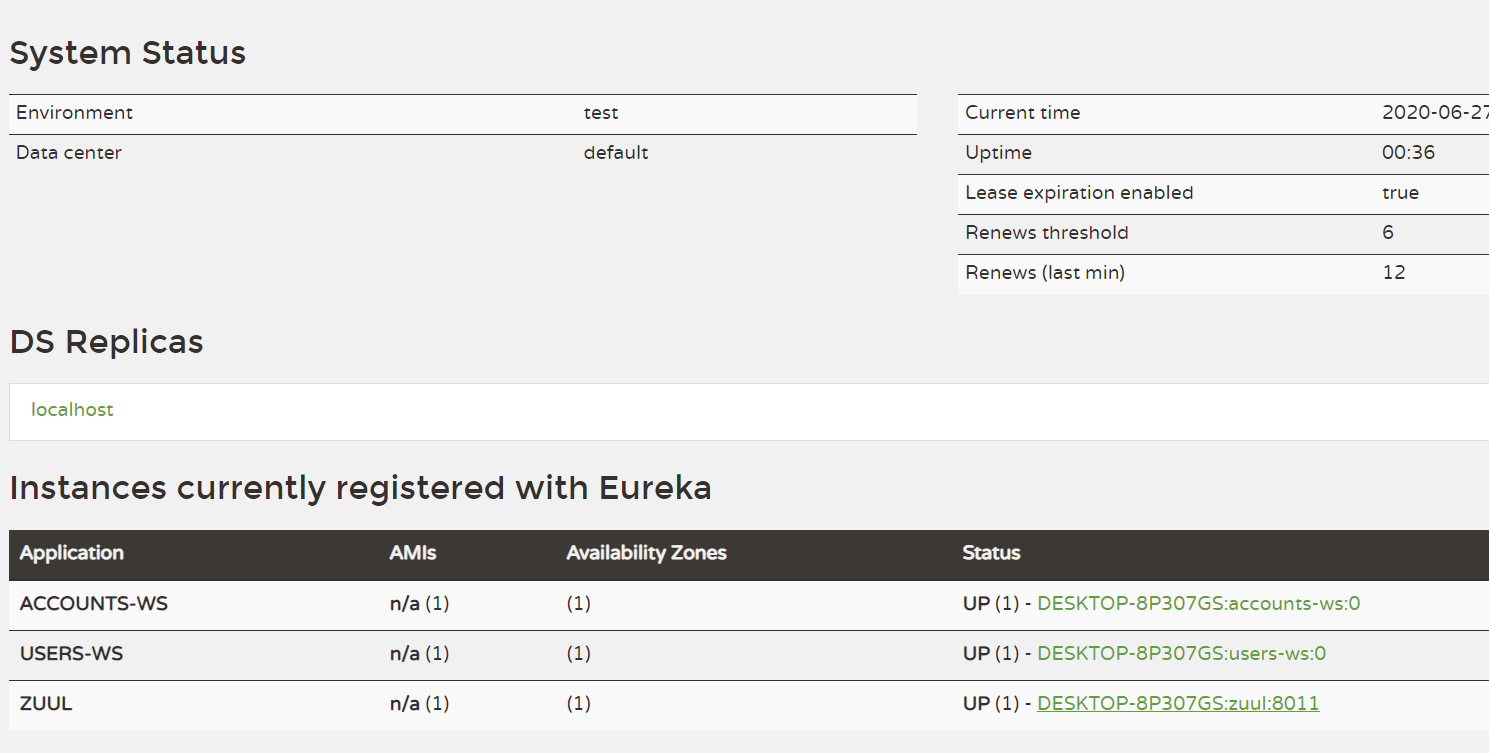 System Status
Environment test
Data center default
Current time 2020-06-27
Uptime 00:36
Lease expiration enabled true
Renews threshold 6
Renews (last min) 12
DS Replicas
localhost
Instances currently registered with Eureka
Application AMIs Availability Zones Status
ACCOUNTS-WS n/a (1) (1) UP (1) - DESKTOP-8P307GS:accounts-ws:0
USERS-WS n/a (1) (1) UP (1) - DESKTOP-8P307GS:users-ws:0
ZUUL n/a (1) (1) UP (1) - DESKTOP-8P307GS:zuul:8011